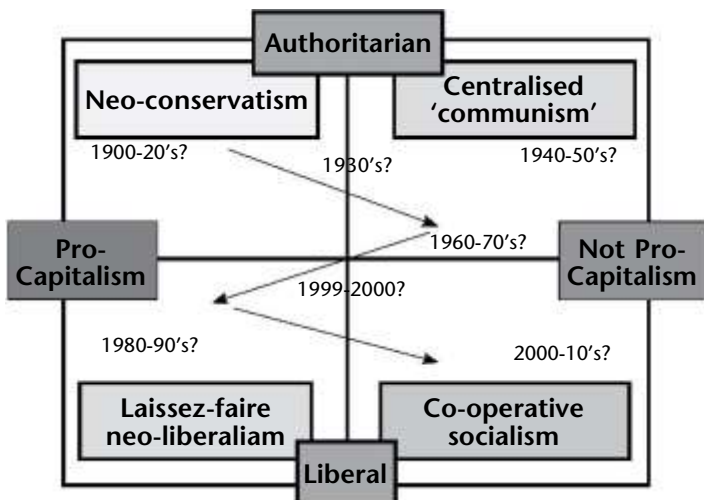 Authoritarian
Neo-conservatism
Centralised
‘communism’
1900-20's?
1930's?
1940-50's?
Pro-
Capitalism
1960-70's?
Not Pro-
Capitalism
1999-2000?
1980-90's?
2000-10's?
Laissez-faire
neo-liberaliam
Co-operative
socialism
Liberal